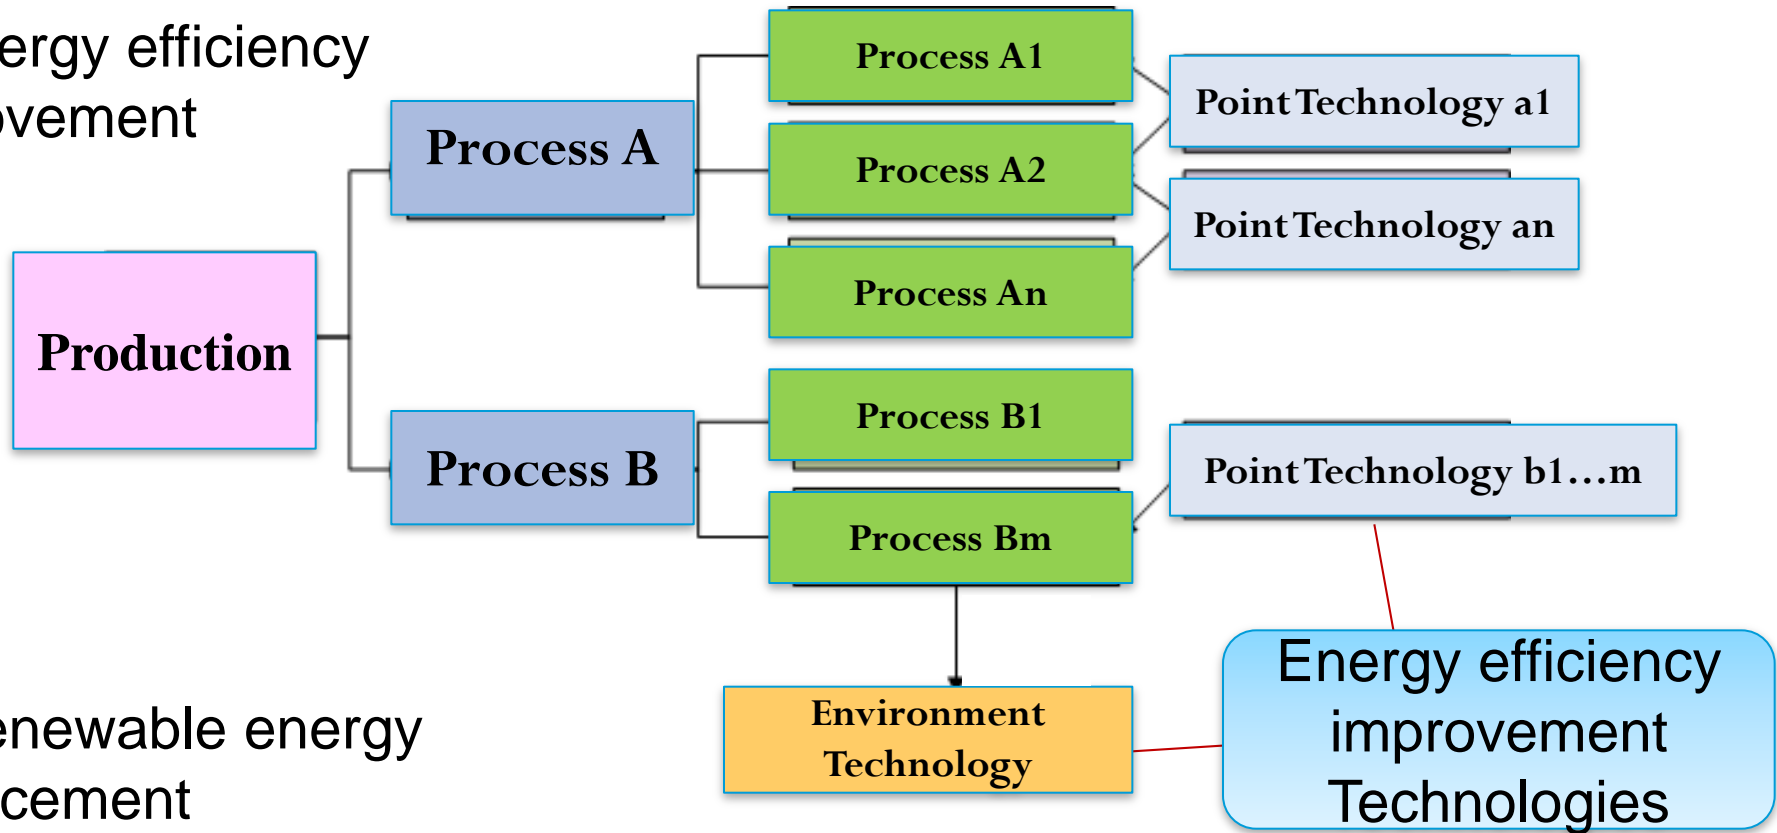 ergy efficiency
ovement
Process A1
Point Technology a1
Process A
Process A2
Point Technology an
Process An
Production
Process B1
Process B
Point Technology b1...m
Process Bm
Energy efficiency
improvement
Technologies
Environment
Technology
enewable energy
cement